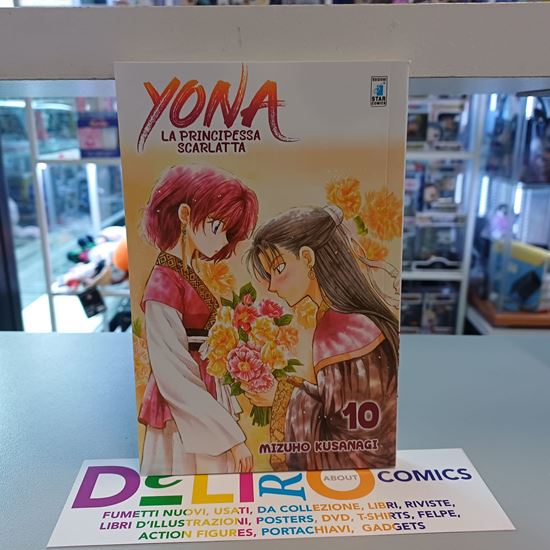 YONA
LA PRINCIPESSA
SCARLATTA
EDIZIONI
STAR
COMICS
10
MIZUHO KUSANAGI
DELIRO ABOUT COMICS
FUMETTI NUOVI, USATI, DA COLLEZIONE, LIBRI, RIVISTE,
LIBRI D'ILLUSTRAZIONI, POSTERS, DVD, T-SHIRTS, FELPE,
ACTION FIGURES, PORTACHIAVI, GADGETS